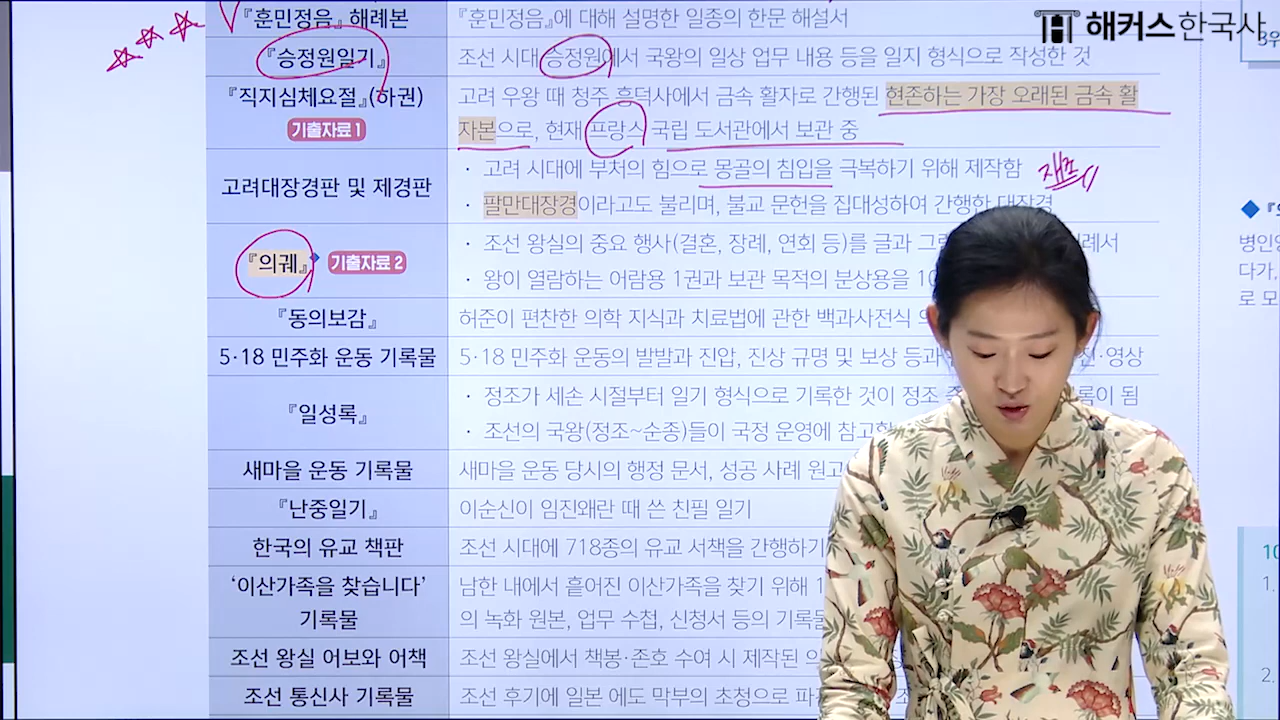 해커스한국사
『훈민정음』 해례본
『훈민정음』에 대해 설명한 일종의 한문 해설서
『승정원일기』
조선 시대 승정원에서 국왕의 일상 업무 내용 등을 일지 형식으로 작성한 것
『직지심체요절』(하권)
기출자료 1
고려 우왕 때 청주 흥덕사에서 금속 활자로 간행된 현존하는 가장 오래된 금속 활
자본으로, 현재 프랑스 국립 도서관에서 보관 중
고려대장경판 및 제경판
· 고려 시대에 부처의 힘으로 몽골의 침입을 극복하기 위해 제작함
재조
· 팔만대장경이라고도 불리며, 불교 문헌을 집대성하여 간행한 대장경
『의궤』 기출자료 2
· 조선 왕실의 중요 행사(결혼, 장례, 연회 등)를 글과
· 왕이 열람하는 어람용 1권과 보관 목적의 분상용을
『동의보감』
허준이 편찬한 의학 지식과 치료법에 관한 백과사전식
5·18 민주화 운동 기록물
5·18 민주화 운동의 발발과 진압, 진상 규명 및 보상 등과 ·영상
『일성록』
· 정조가 세손 시절부터 일기 형식으로 기록한 것이 정조 됨
· 조선의 국왕(정조~순종)들이 국정 운영에
새마을 운동 기록물
새마을 운동 당시의 행정 문서, 성공 사례
『난중일기』
이순신이 임진왜란 때 쓴 친필 일기
한국의 유교 책판
조선 시대에 718종의 유교 서책을 간행하기
‘이산가족을 찾습니다’
기록물
남한 내에서 흩어진 이산가족을 찾기 위해
의 녹화 원본, 업무 수첩, 신청서 등의
조선 왕실 어보와 어책
조선 왕실에서 책봉·존호 수여 시 제작된
조선 통신사 기록물
조선 후기에 일본 에도 막부의 초청으로
다가,
로
10
1.
2.